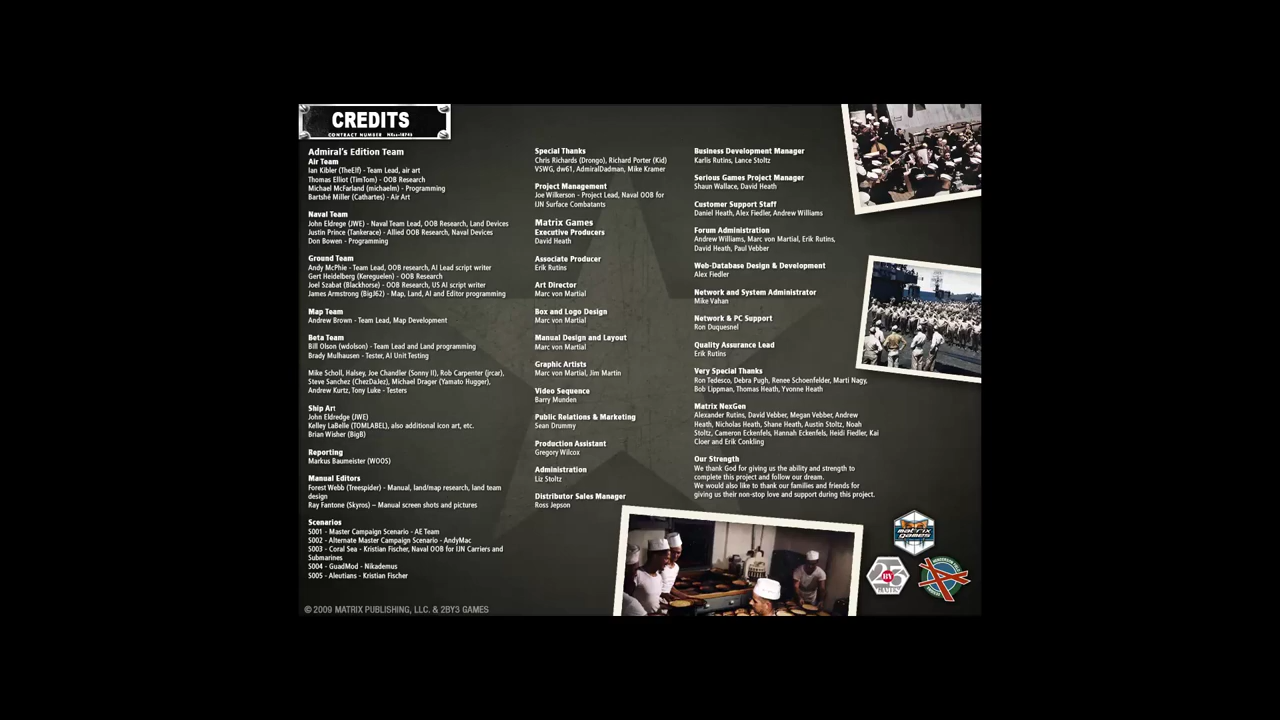 CREDITS
CONTRACT NUMBER
Admiral's Edition Team
Air Team
Ian Kibler (TheElf) - Team Lead, air art
Thomas Elliot (TimTom) - OOB Research
Michael McFarland (michaelm) - Programming
Bartshé Miller (Cathartes) - Air Art
Naval Team
John Eldrege (JWE) - Naval Team Lead, OOB Research, Land Devices
Justin Prince (Tankerace) - Allied OOB Research, Naval Devices
Don Bowen - Programming
Ground Team
Andy McPhie - Team Lead, OOB research, AI Lead script writer
Gert Heidelberg (Kereguelen) - OOB Research
Joel Szabat (Blackhorse) - OOB Research, US AI script writer
James Armstrong (BigJ62) - Map, Land, AI and Editor programming
Map Team
Andrew Brown - Team Lead, Map Development
Beta Team
Bill Olson (wdolson) - Team Lead and Land programming
Brady Mulhausen - Tester, AI Unit Testing
Mike Scholl, Halsey, Joe Chandler (Sonny II), Rob Carpenter (jrcar),
Steve Sanchez (ChezDaJez), Michael Drager (Yamato Hugger),
Andrew Kurtz, Tony Luke - Testers
Ship Art
John Eldredge (JWE)
Kelley LaBelle (TOMLABEL), also additional icon art, etc.
Brian Wisher (BigB)
Reporting
Markus Baumeister (WOOS)
Manual Editors
Forest Webb (Treespider) - Manual, land/map research, land team
design
Ray Fantone (Skyros) – Manual screen shots and pictures
Scenarios
S001 - Master Campaign Scenario - AE Team
S002 - Alternate Master Campaign Scenario - AndyMac
S003 - Coral Sea - Kristian Fischer, Naval OOB for IJN Carriers and
Submarines
S004 - GuadMod - Nikademus
S005 - Aleutians - Kristian Fischer
© 2009 MATRIX PUBLISHING, LLC. & 2BY3 GAMES
Special Thanks
Chris Richards (Drongo), Richard Porter (Kid)
VSWG, dw61, AdmiralDadman, Mike Kramer
Project Management
Joe Wilkerson - Project Lead, Naval OOB for
IJN Surface Combatants
Matrix Games
Executive Producers
David Heath
Associate Producer
Erik Rutins
Art Director
Marc von Martial
Box and Logo Design
Marc von Martial
Manual Design and Layout
Marc von Martial
Graphic Artists
Marc von Martial, Jim Martin
Video Sequence
Barry Munden
Public Relations & Marketing
Sean Drummy
Production Assistant
Gregory Wilcox
Administration
Liz Stoltz
Distributor Sales Manager
Ross Jepson
Business Development Manager
Karlis Rutins, Lance Stoltz
Serious Games Project Manager
Shaun Wallace, David Heath
Customer Support Staff
Daniel Heath, Alex Fiedler, Andrew Williams
Forum Administration
Andrew Williams, Marc von Martial, Erik Rutins,
David Heath, Paul Vebber
Web-Database Design & Development
Alex Fiedler
Network and System Administrator
Mike Vahan
Network & PC Support
Ron Duquesnel
Quality Assurance Lead
Erik Rutins
Very Special Thanks
Ron Tedesco, Debra Pugh, Renee Schoenfelder, Marti Nagy,
Bob Lippman, Thomas Heath, Yvonne Heath
Matrix NexGen
Alexander Rutins, David Vebber, Megan Vebber, Andrew
Heath, Nicholas Heath, Shane Heath, Austin Stoltz, Noah
Stoltz, Cameron Eckenfels, Hannah Eckenfels, Heidi Fiedler, Kai
Cloer and Erik Conkling
Our Strength
We thank God for giving us the ability and strength to
complete this project and follow our dream.
We would also like to thank our families and friends for
giving us their non-stop love and support during this project.
matrix
games
2BY3